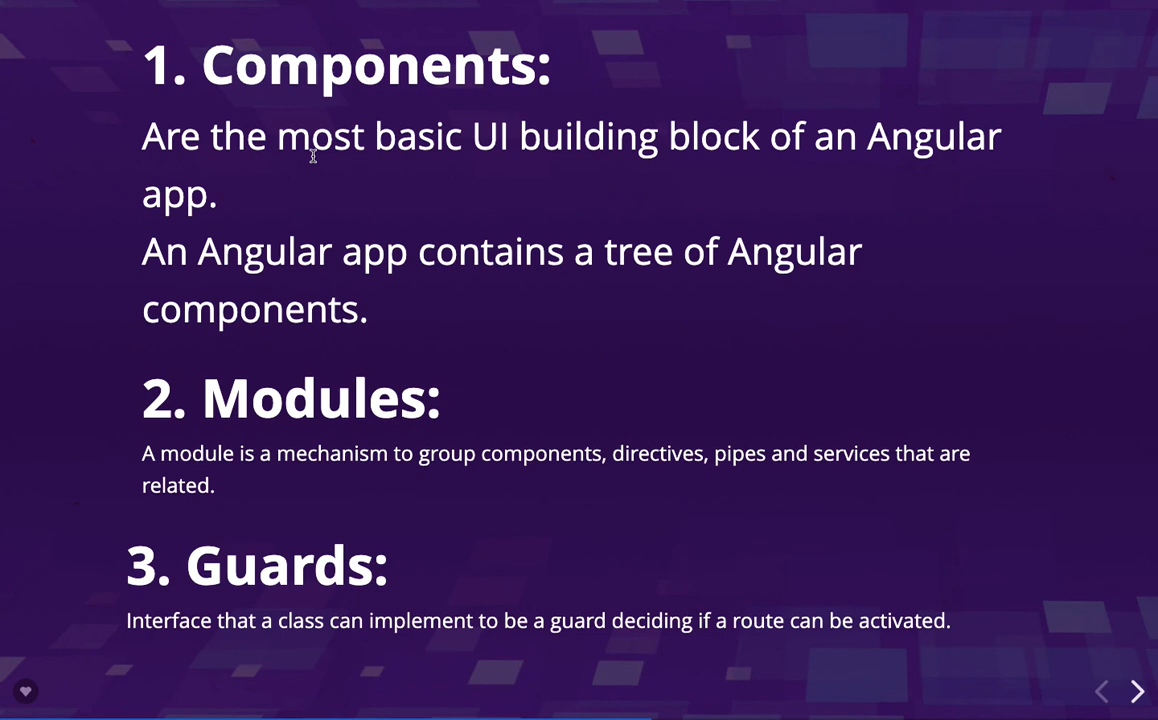 1. Components:
Are the most basic UI building block of an Angular
app.
An Angular app contains a tree of Angular
components.
2. Modules:
A module is a mechanism to group components, directives, pipes and services that are
related.
3. Guards:
Interface that a class can implement to be a guard deciding if a route can be activated.